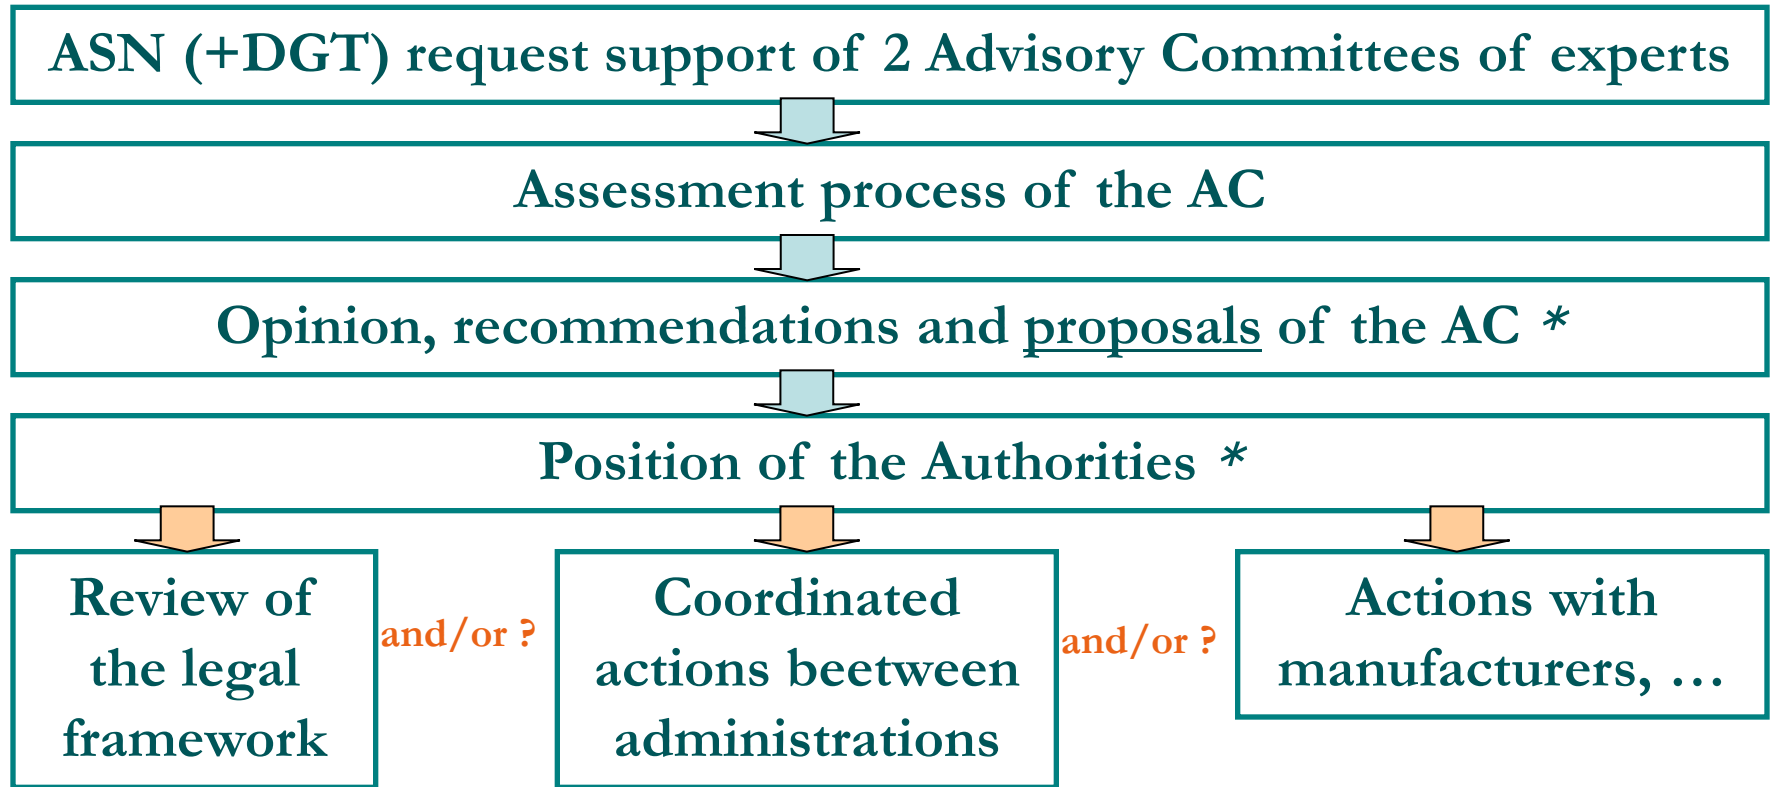 ASN (+DGT) request support of 2 Advisory Committees of experts
Assessment process of the AC
Opinion, recommendations and proposals of the AC *
Position of the Authorities *
Review of
the legal
framework
and/or ?
Coordinated
actions beetween
administrations
and/or ?
Actions with
manufacturers, …